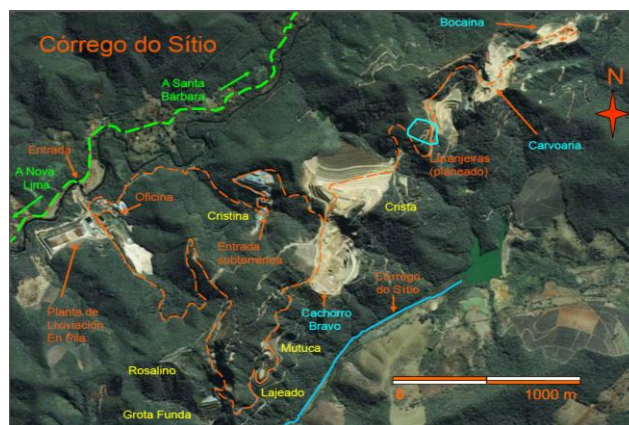 Bocaina
Córrego do Sítio
N
A Santa
Bárbara
Carvoaria
Entrada
Laranjeiras
(planeado)
A Nova
Lima
Oficina
Cristina
Crista
Entrada
subterránea
Córrego
do Sítio
Planta de
Lixiviación
En Pila
Cachorro
Bravo
Mutuca
Rosalino
Lajeado
Grota Funda
0
1000 m